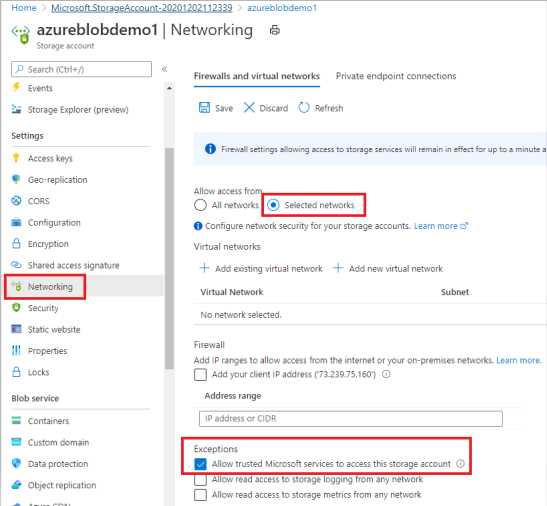 Home > Microsoft.StorageAccount-20201202112339 > azureblobdemo1
azureblobdemo1 | Networking
Storage account
Search (Ctrl+/)
«
Events
Storage Explorer (preview)
Settings
Access keys
Geo-replication
CORS
Configuration
Encryption
Shared access signature
Networking
Security
Static website
Properties
Locks
Blob service
Containers
Custom domain
Data protection
Object replication
Azure CDN
Firewalls and virtual networks Private endpoint connections
Save Discard Refresh
Firewall settings allowing access to storage services will remain in effect for up to a minute a
Allow access from
All networks Selected networks
Configure network security for your storage accounts. Learn more
Virtual networks
+ Add existing virtual network + Add new virtual network
Virtual Network Subnet
No network selected.
Firewall
Add IP ranges to allow access from the internet or your on-premises networks. Learn more.
Add your client IP address ('73.239.75.160')
Address range
IP address or CIDR
Exceptions
Allow trusted Microsoft services to access this storage account
Allow read access to storage logging from any network
Allow read access to storage metrics from any network